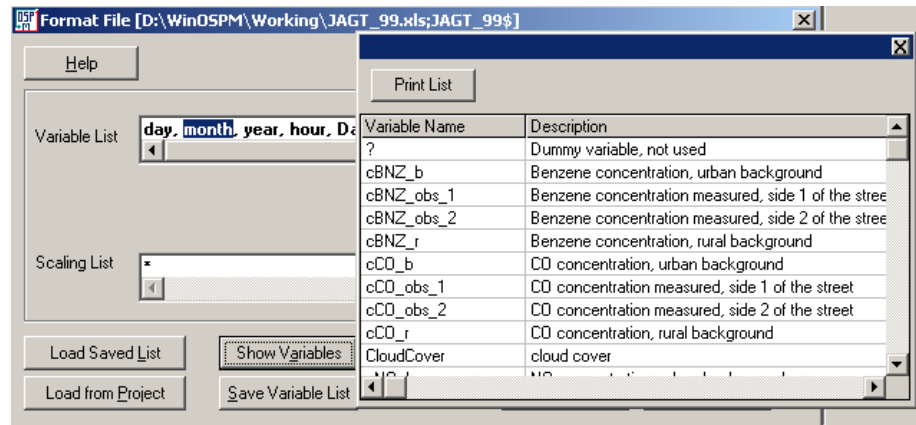 Format File [D:\WinOSPM\Working\JAGT_99.xls;JAGT_99$]
Help
Variable List
day, month, year, hour, Da
Scaling List
*
Load Saved List
Show Variables
Load from Project
Save Variable List
Print List
Variable Name Description
? Dummy variable, not used
cBNZ_b Benzene concentration, urban background
cBNZ_obs_1 Benzene concentration measured, side 1 of the stree
cBNZ_obs_2 Benzene concentration measured, side 2 of the stree
cBNZ_r Benzene concentration, rural background
cCO_b CO concentration, urban background
cCO_obs_1 CO concentration measured, side 1 of the street
cCO_obs_2 CO concentration measured, side 2 of the street
cCO_r CO concentration, rural background
CloudCover cloud cover